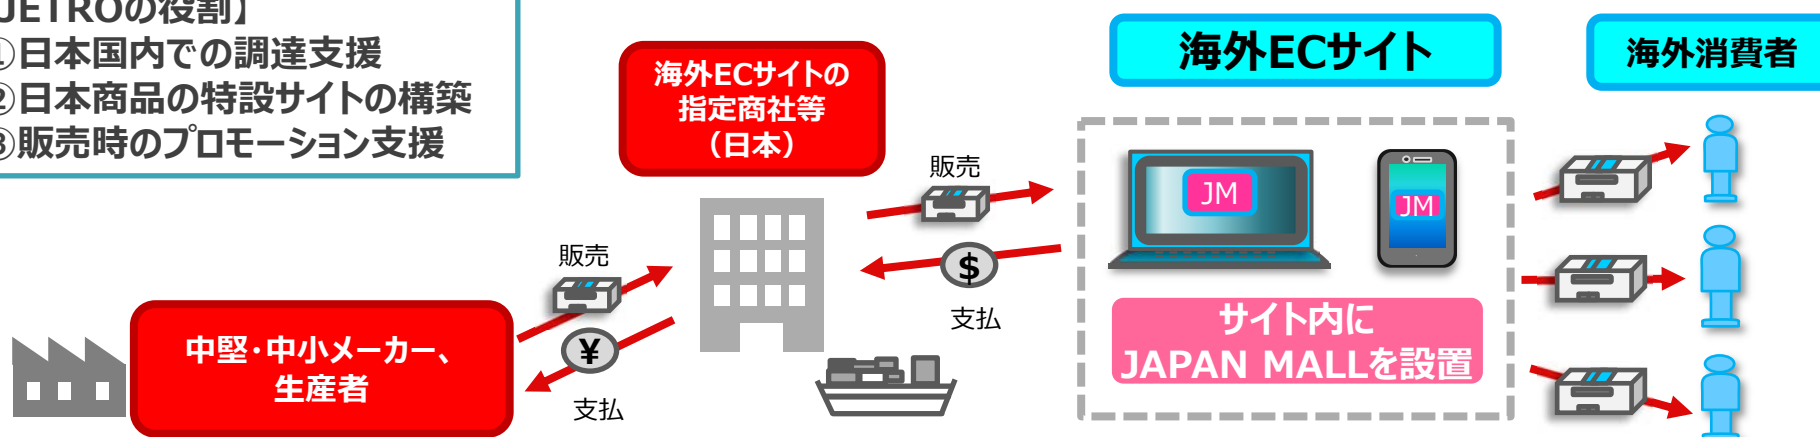 JETROの役割】
①日本国内での調達支援
②日本商品の特設サイトの構築
③販売時のプロモーション支援
海外ECサイトの
指定商社等
（日本）
海外ECサイト
海外消費者
販売
JM
JM
販売
$
支払
サイト内に
JAPAN MALLを設置
中堅・中小メーカー、
生産者
¥
支払